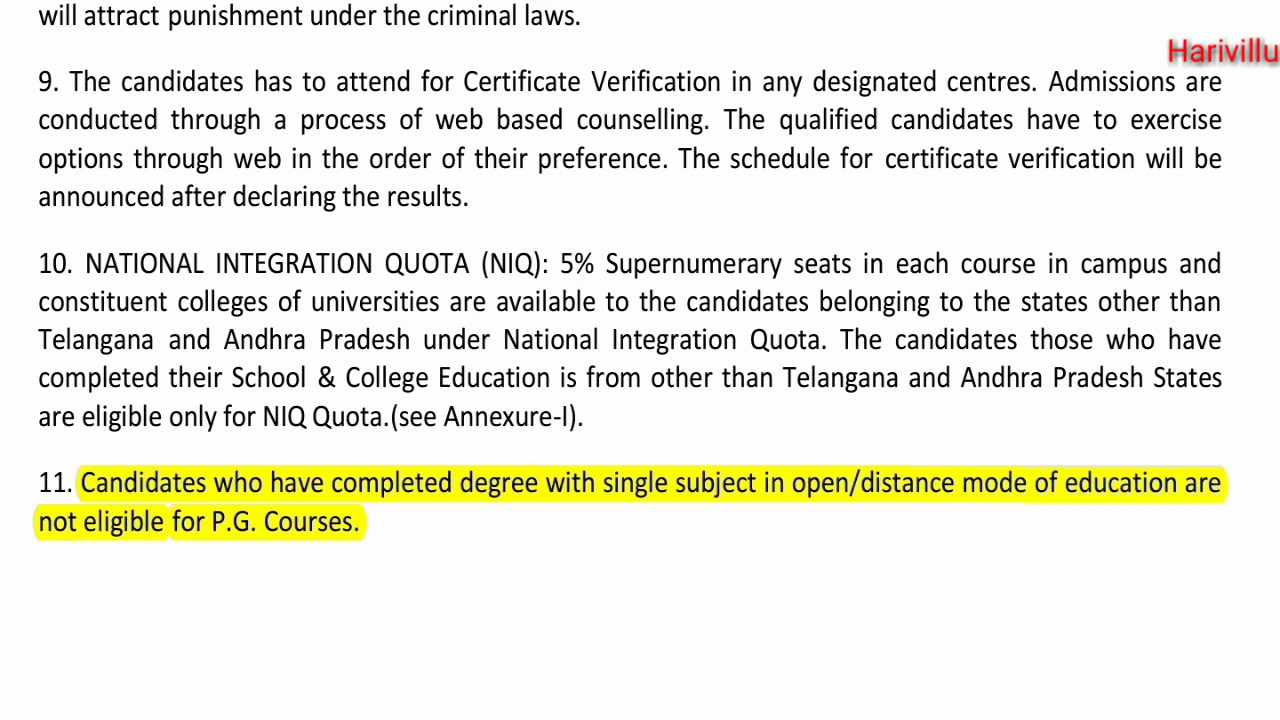 will attract punishment under the criminal laws.
Harivillu
9. The candidates has to attend for Certificate Verification in any designated centres. Admissions are
conducted through a process of web based counselling. The qualified candidates have to exercise
options through web in the order of their preference. The schedule for certificate verification will be
announced after declaring the results.
10. NATIONAL INTEGRATION QUOTA (NIQ): 5% Supernumerary seats in each course in campus and
constituent colleges of universities are available to the candidates belonging to the states other than
Telangana and Andhra Pradesh under National Integration Quota. The candidates those who have
completed their School & College Education is from other than Telangana and Andhra Pradesh States
are eligible only for NIQ Quota.(see Annexure-I).
11. Candidates who have completed degree with single subject in open/distance mode of education are
not eligible for P.G. Courses.